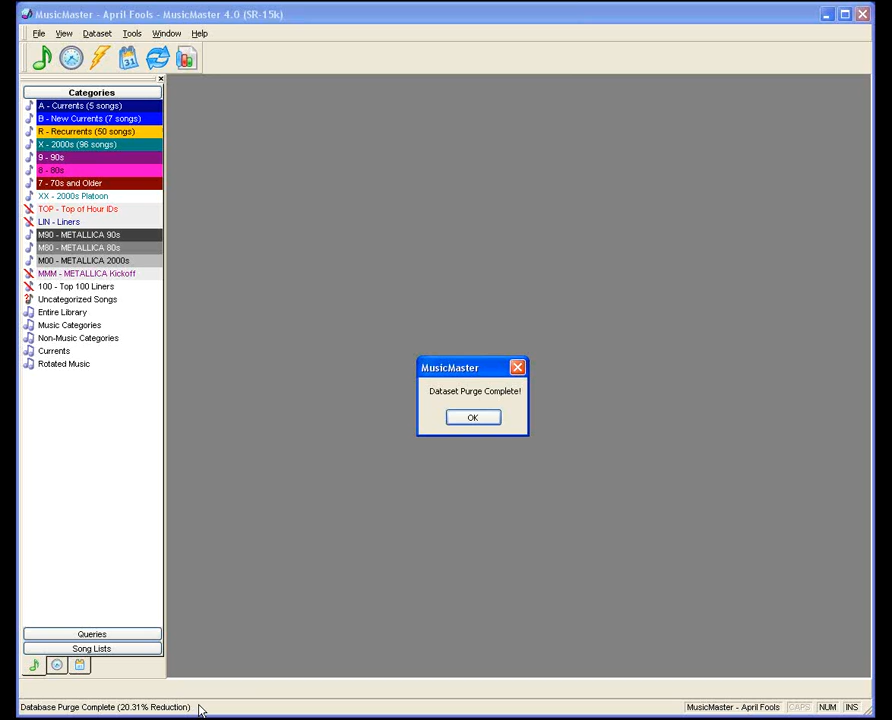 MusicMaster - April Fools - MusicMaster 4.0 (SR-15k)
File View Dataset Tools Window Help
31
Categories
A - Currents (5 songs)
B - New Currents (7 songs)
R - Recurrents (50 songs)
X - 2000s (96 songs)
9 - 90s
8 - 80s
7 - 70s and Older
XX - 2000s Platoon
TOP - Top of Hour IDs
LIN - Liners
M90 - METALLICA 90s
M80 - METALLICA 80s
M00 - METALLICA 2000s
MMM - METALLICA Kickoff
100 - Top 100 Liners
Uncategorized Songs
Entire Library
Music Categories
Non-Music Categories
Currents
Rotated Music
MusicMaster
Dataset Purge Complete!
OK
Queries
Song Lists
Database Purge Complete (20.31% Reduction)
MusicMaster - April Fools CAPS NUM INS